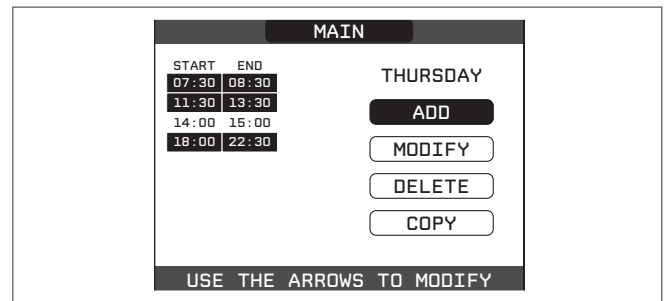 MAIN
START END
07:30 08:30
11:30 13:30
14:00 15:00
18:00 22:30
THURSDAY
ADD
MODIFY
DELETE
COPY
USE THE ARROWS TO MODIFY